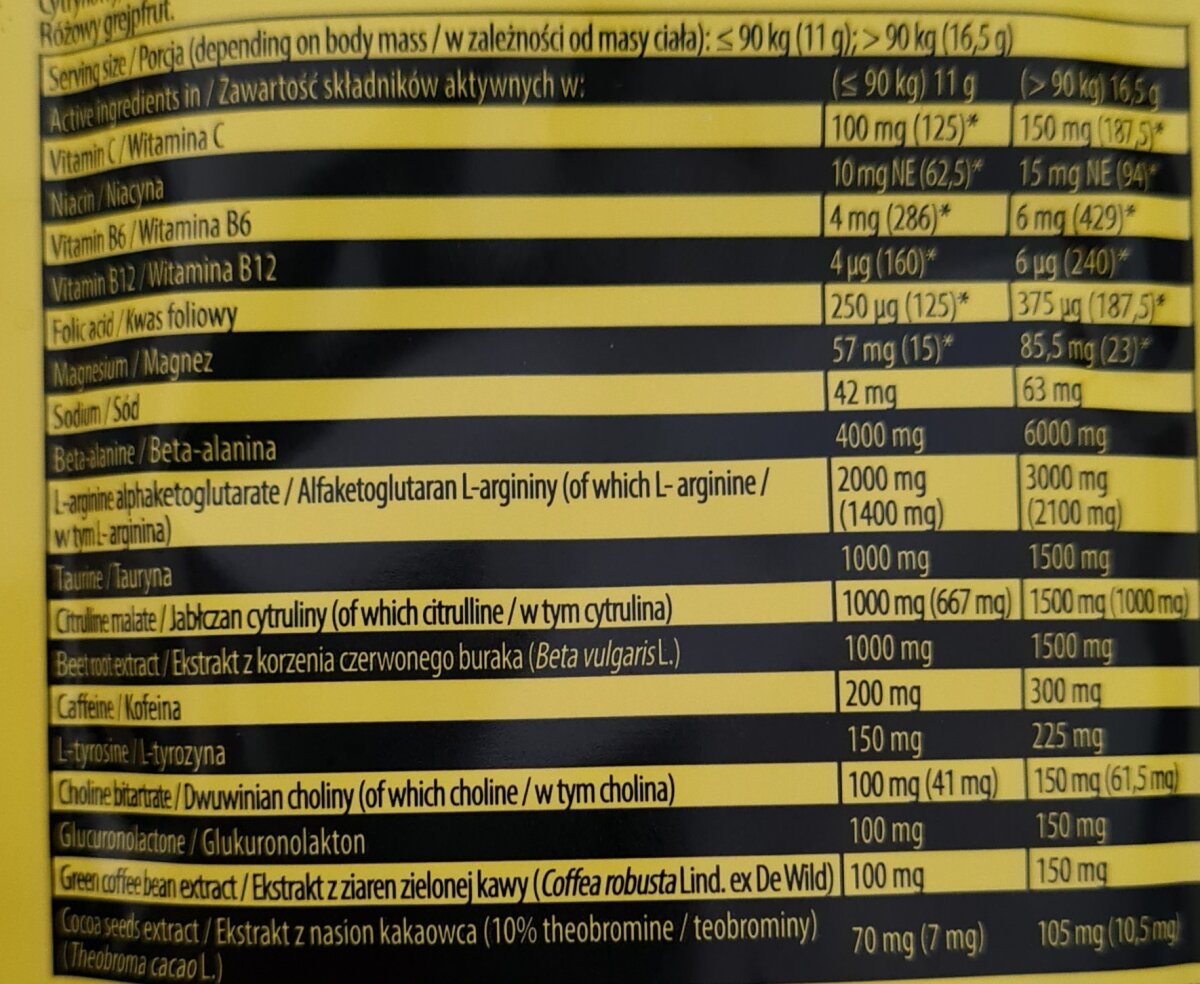 Różowy grejpfrut.
Serving size / Porcja (depending on body mass / w zależności od masy ciała): ≤ 90 kg (11 g); > 90 kg (16,5 g)
Active ingredients in / Zawartość składników aktywnych w: (≤ 90 kg) 11 g (> 90 kg) 16,5 g
Vitamin C / Witamina C 100 mg (125)* 150 mg (187,5)*
Niacin / Niacyna 10 mg NE (62,5)* 15 mg NE (94)*
Vitamin B6 / Witamina B6 4 mg (286)* 6 mg (429)*
Vitamin B12 / Witamina B12 4 µg (160)* 6 µg (240)*
Folic acid / Kwas foliowy 250 µg (125)* 375 µg (187,5)*
Magnesium / Magnez 57 mg (15)* 85,5 mg (23)*
Sodium / Sód 42 mg 63 mg
Beta-alanine / Beta-alanina 4000 mg 6000 mg
L-arginine alphaketoglutarate / Alfaketoglutaran L-argininy (of which L- arginine / 2000 mg 3000 mg
w tym L-arginina) (1400 mg) (2100 mg)
Taurine / Tauryna 1000 mg 1500 mg
Citrulline malate / Jabłczan cytruliny (of which citrulline / w tym cytrulina) 1000 mg (667 mg) 1500 mg (1000 mg)
Beet root extract / Ekstrakt z korzenia czerwonego buraka (Beta vulgaris L.) 1000 mg 1500 mg
Caffeine / Kofeina 200 mg 300 mg
L-tyrosine / L-tyrozyna 150 mg 225 mg
Choline bitartrate / Dwuwinian choliny (of which choline / w tym cholina) 100 mg (41 mg) 150 mg (61,5 mg)
Glucuronolactone / Glukuronolakton 100 mg 150 mg
Green coffee bean extract / Ekstrakt z ziaren zielonej kawy (Coffea robusta Lind. ex De Wild) 100 mg 150 mg
Cocoa seeds extract / Ekstrakt z nasion kakaowca (10% theobromine / teobrominy) 70 mg (7 mg) 105 mg (10,5 mg)
(Theobroma cacao L.)